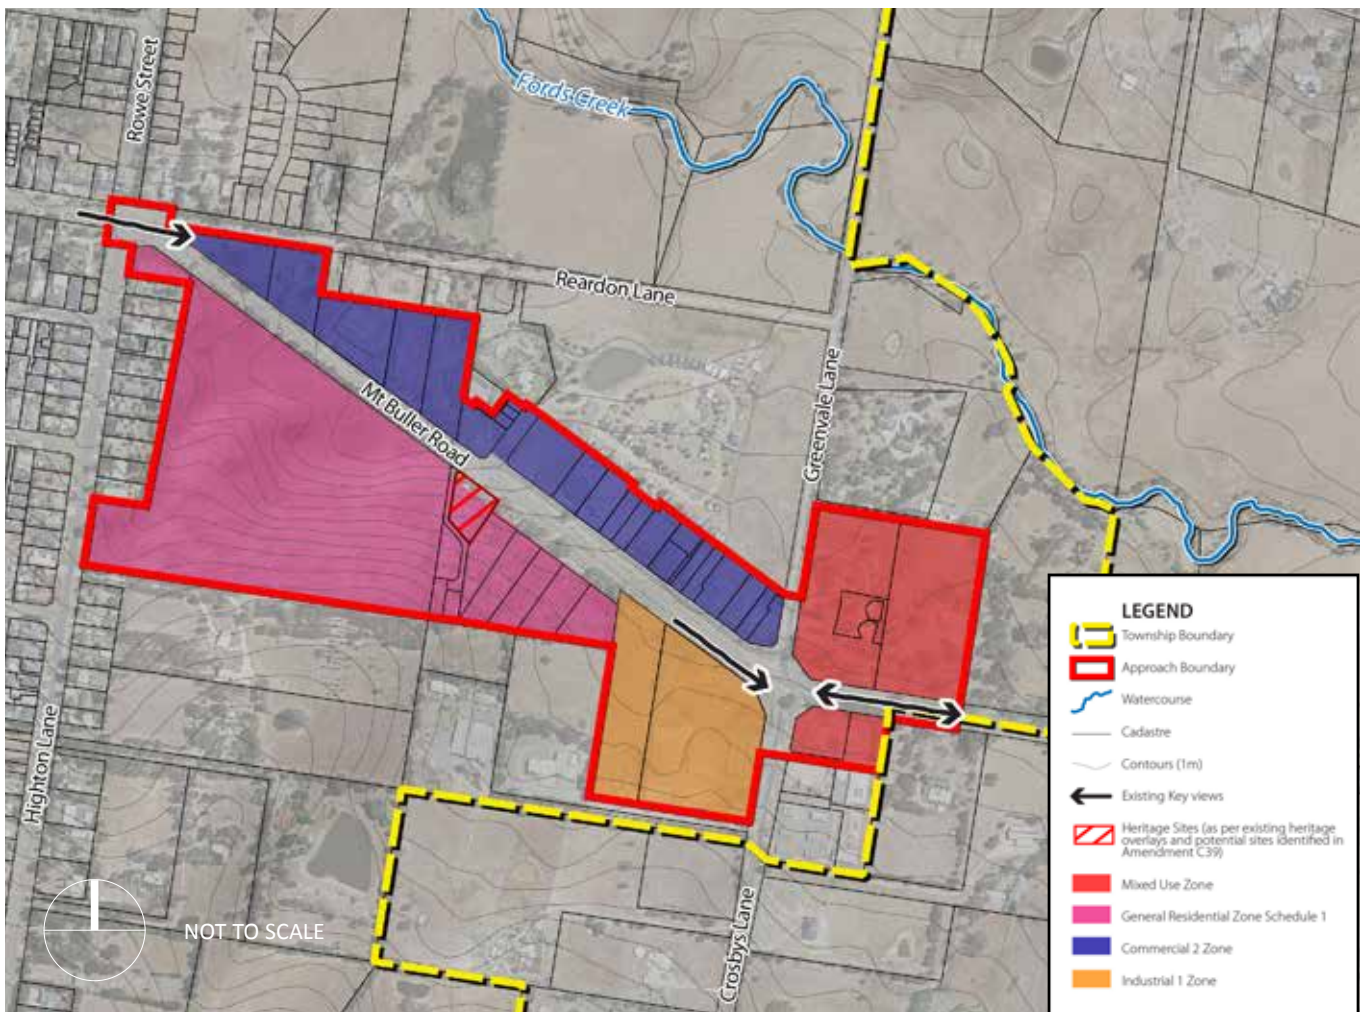 Rowe Street
Fords Creek
Reardon Lane
Mt Buller Road
Greenvale Lane
Highton Lane
Crosbys Lane
NOT TO SCALE
LEGEND
Township Boundary
Approach Boundary
Watercourse
Cadastre
Contours (1m)
Existing Key views
Heritage Sites (as per existing heritage
overlays and potential sites identified in
Amendment C39)
Mixed Use Zone
General Residential Zone Schedule 1
Commercial 2 Zone
Industrial 1 Zone